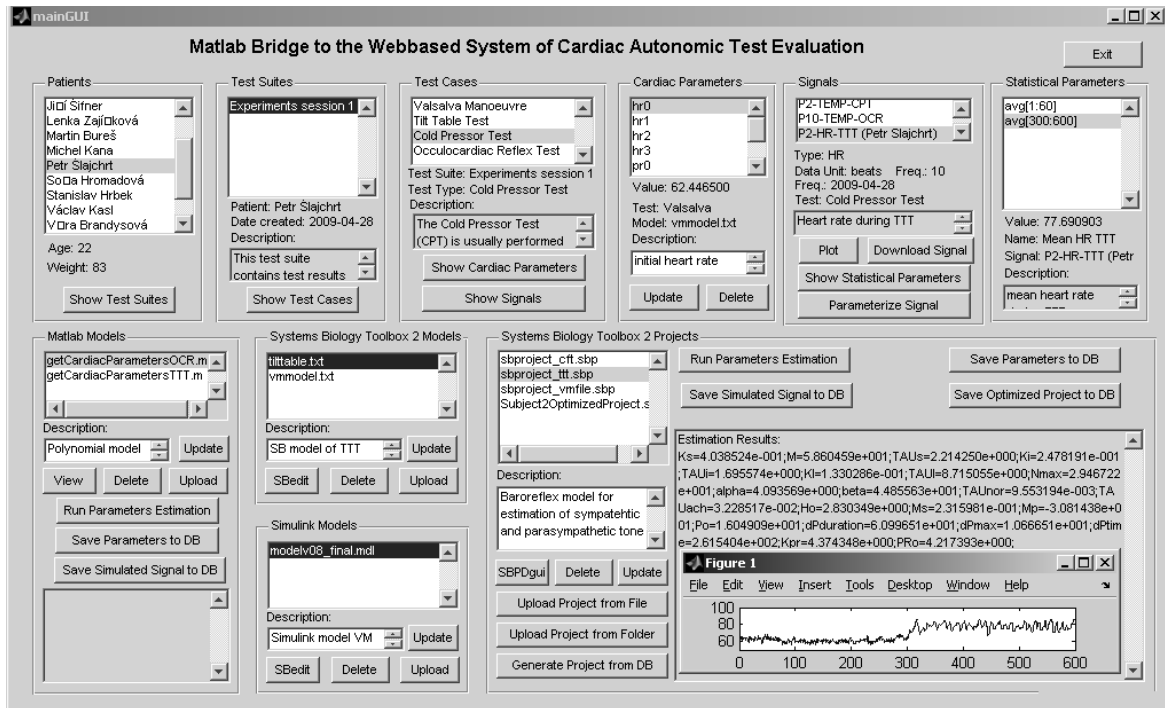 mainGUI
Matlab Bridge to the Webbased System of Cardiac Autonomic Test Evaluation
Exit
Patients
Ji□í Šifner
Lenka Zají□ková
Martin Bureš
Michel Kana
Petr Šlajchrt
So□a Hromadová
Stanislav Hrbek
Václav Kasl
V□ra Brandysová
Age: 22
Weight: 83
Show Test Suites
Test Suites
Experiments session 1
Patient: Petr Šlajchrt
Date created: 2009-04-28
Description:
This test suite
contains test results
Show Test Cases
Test Cases
Valsalva Manoeuvre
Tilt Table Test
Cold Pressor Test
Occulocardiac Reflex Test
Test Suite: Experiments session 1
Test Type: Cold Pressor Test
Description:
The Cold Pressor Test
(CPT) is usually performed
Show Cardiac Parameters
Show Signals
Cardiac Parameters
hr0
hr1
hr2
hr3
pr0
Value: 62.446500
Test: Valsalva
Model: vmmodel.txt
Description:
initial heart rate
Update
Delete
Signals
P2-TEMP-CPT
P10-TEMP-OCR
P2-HR-TTT (Petr Slajchrt)
Type: HR
Data Unit: beats Freq.: 10
Freq.: 2009-04-28
Test: Cold Pressor Test
Heart rate during TTT
Plot
Download Signal
Show Statistical Parameters
Parameterize Signal
Statistical Parameters
avg[1:60]
avg[300:600]
Value: 77.690903
Name: Mean HR TTT
Signal: P2-HR-TTT (Petr
Description:
mean heart rate
Matlab Models
getCardiacParametersOCR.m
getCardiacParametersTTT.m
Description:
Polynomial model
Update
View
Delete
Upload
Run Parameters Estimation
Save Parameters to DB
Save Simulated Signal to DB
Systems Biology Toolbox 2 Models
tilttable.txt
vmmodel.txt
Description:
SB model of TTT
Update
SBedit
Delete
Upload
Simulink Models
modelv08_final.mdl
Description:
Simulink model VM
Update
SBedit
Delete
Upload
Systems Biology Toolbox 2 Projects
sbproject_cft.sbp
sbproject_ttt.sbp
sbproject_vmfile.sbp
Subject2OptimizedProject.s
Description:
Baroreflex model for
estimation of sympatehtic
and parasympathetic tone
SBPDgui
Delete
Update
Upload Project from File
Upload Project from Folder
Generate Project from DB
Run Parameters Estimation
Save Parameters to DB
Save Simulated Signal to DB
Save Optimized Project to DB
Estimation Results:
Ks=4.038524e-001;M=5.860459e+001;TAUs=2.214250e+000;Ki=2.478191e-001
;TAUi=1.695574e+000;Kl=1.330286e-001;TAUl=8.715055e+000;Nmax=2.946722
e+001;alpha=4.093569e+000;beta=4.485563e+001;TAUnor=9.553194e-003;TA
Uach=3.228517e-002;Ho=2.830349e+000;Ms=2.315981e-001;Mp=-3.081438e+0
01;Po=1.604909e+001;dPduration=6.099651e+001;dPmax=1.066651e+001;dPtim
e=2.615404e+002;Kpr=4.374348e+000;PRo=4.217393e+000;
Figure 1
File Edit View Insert Tools Desktop Window Help
100
80
60
0 100 200 300 400 500 600